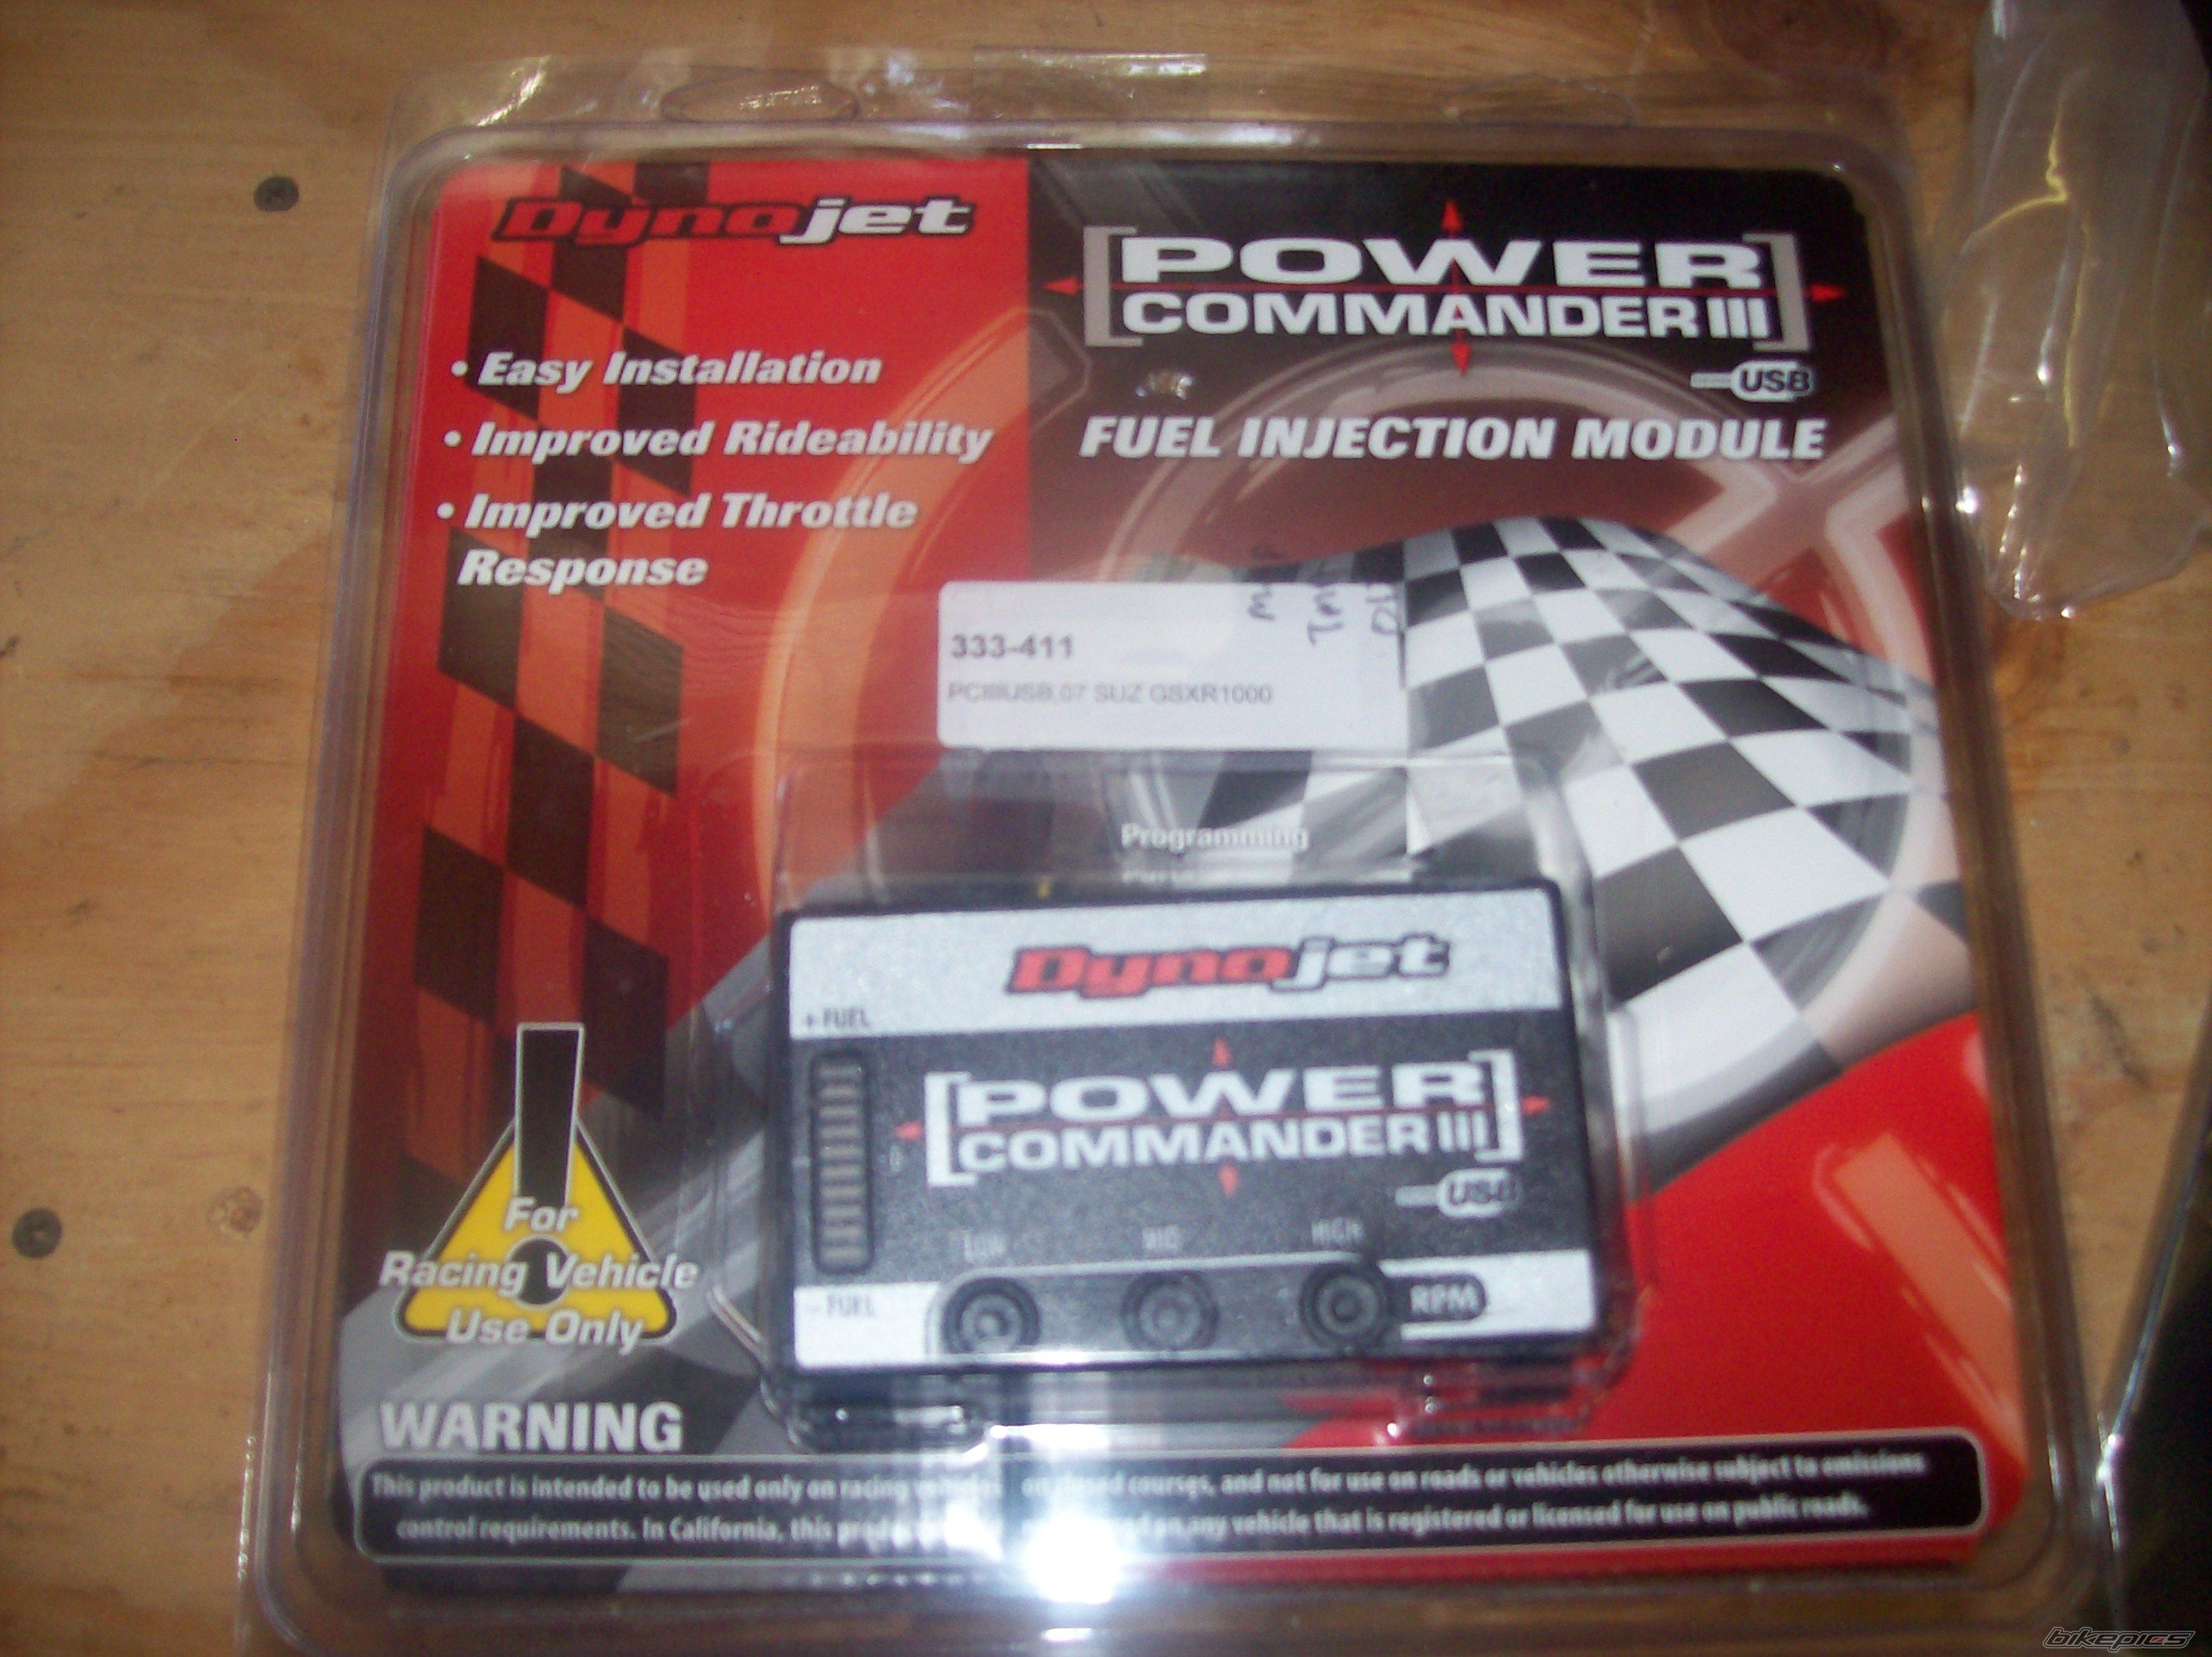 Dynojet
• Easy Installation
• Improved Rideability
• Improved Throttle
Response
POWER
COMMANDER III
USB
FUEL INJECTION MODULE
333-411
PCIIIUSB,07 SUZ GSXR1000
Programming
Dynojet
+ FUEL
POWER
COMMANDER III
USB
LOW MID HIGH
- FUEL
RPM
For
Racing Vehicle
Use Only
WARNING
This product is intended to be used only on racing vehicles on closed courses, and not for use on roads or vehicles otherwise subject to emissions
control requirements. In California, this any vehicle that is registered or licensed for use on public roads.
bikepics